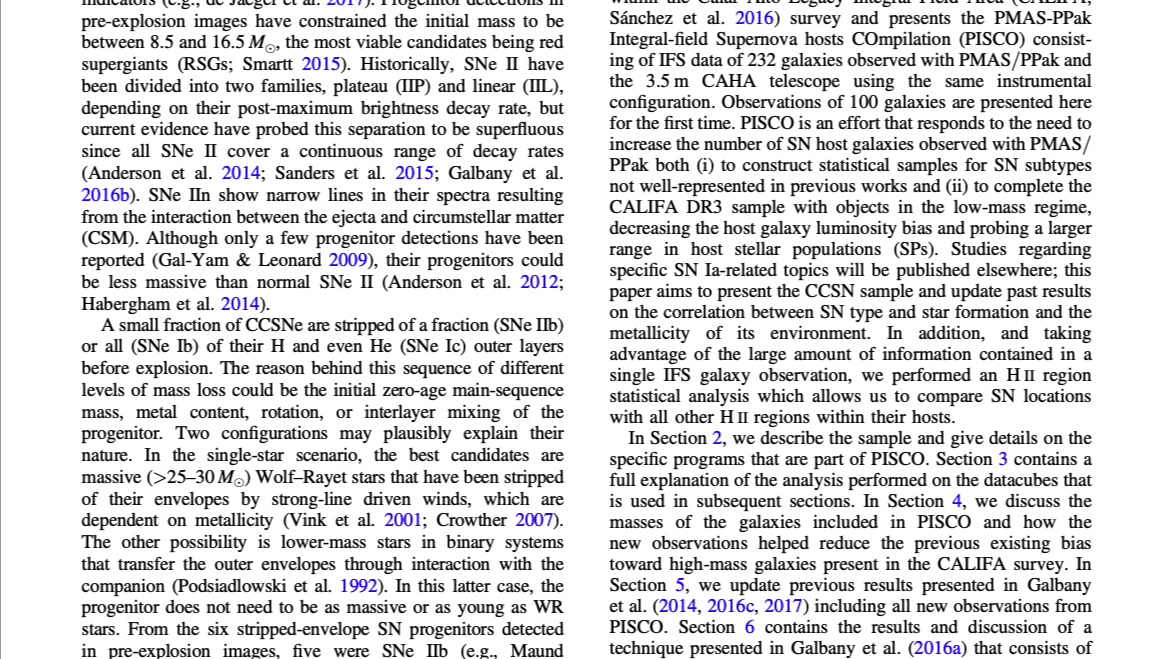 indicators (e.g., de Jaeger et al. 2017). Progenitor detections in
pre-explosion images have constrained the initial mass to be
between 8.5 and 16.5 M⊙, the most viable candidates being red
supergiants (RSGs; Smartt 2015). Historically, SNe II have
been divided into two families, plateau (IIP) and linear (IIL),
depending on their post-maximum brightness decay rate, but
current evidence have probed this separation to be superfluous
since all SNe II cover a continuous range of decay rates
(Anderson et al. 2014; Sanders et al. 2015; Galbany et al.
2016b). SNe IIn show narrow lines in their spectra resulting
from the interaction between the ejecta and circumstellar matter
(CSM). Although only a few progenitor detections have been
reported (Gal-Yam & Leonard 2009), their progenitors could
be less massive than normal SNe II (Anderson et al. 2012;
Habergham et al. 2014).
A small fraction of CCSNe are stripped of a fraction (SNe IIb)
or all (SNe Ib) of their H and even He (SNe Ic) outer layers
before explosion. The reason behind this sequence of different
levels of mass loss could be the initial zero-age main-sequence
mass, metal content, rotation, or interlayer mixing of the
progenitor. Two configurations may plausibly explain their
nature. In the single-star scenario, the best candidates are
massive (>25–30 M⊙) Wolf–Rayet stars that have been stripped
of their envelopes by strong-line driven winds, which are
dependent on metallicity (Vink et al. 2001; Crowther 2007).
The other possibility is lower-mass stars in binary systems
that transfer the outer envelopes through interaction with the
companion (Podsiadlowski et al. 1992). In this latter case, the
progenitor does not need to be as massive or as young as WR
stars. From the six stripped-envelope SN progenitors detected
in pre-explosion images, five were SNe IIb (e.g., Maund
within the Calar Alto Legacy Integral Field Area (CALIFA;
Sánchez et al. 2016) survey and presents the PMAS-PPak
Integral-field Supernova hosts COmpilation (PISCO) consist-
ing of IFS data of 232 galaxies observed with PMAS/PPak and
the 3.5 m CAHA telescope using the same instrumental
configuration. Observations of 100 galaxies are presented here
for the first time. PISCO is an effort that responds to the need to
increase the number of SN host galaxies observed with PMAS/
PPak both (i) to construct statistical samples for SN subtypes
not well-represented in previous works and (ii) to complete the
CALIFA DR3 sample with objects in the low-mass regime,
decreasing the host galaxy luminosity bias and probing a larger
range in host stellar populations (SPs). Studies regarding
specific SN Ia-related topics will be published elsewhere; this
paper aims to present the CCSN sample and update past results
on the correlation between SN type and star formation and the
metallicity of its environment. In addition, and taking
advantage of the large amount of information contained in a
single IFS galaxy observation, we performed an H II region
statistical analysis which allows us to compare SN locations
with all other H II regions within their hosts.
In Section 2, we describe the sample and give details on the
specific programs that are part of PISCO. Section 3 contains a
full explanation of the analysis performed on the datacubes that
is used in subsequent sections. In Section 4, we discuss the
masses of the galaxies included in PISCO and how the
new observations helped reduce the previous existing bias
toward high-mass galaxies present in the CALIFA survey. In
Section 5, we update previous results presented in Galbany
et al. (2014, 2016c, 2017) including all new observations from
PISCO. Section 6 contains the results and discussion of a
technique presented in Galbany et al. (2016a) that consists of